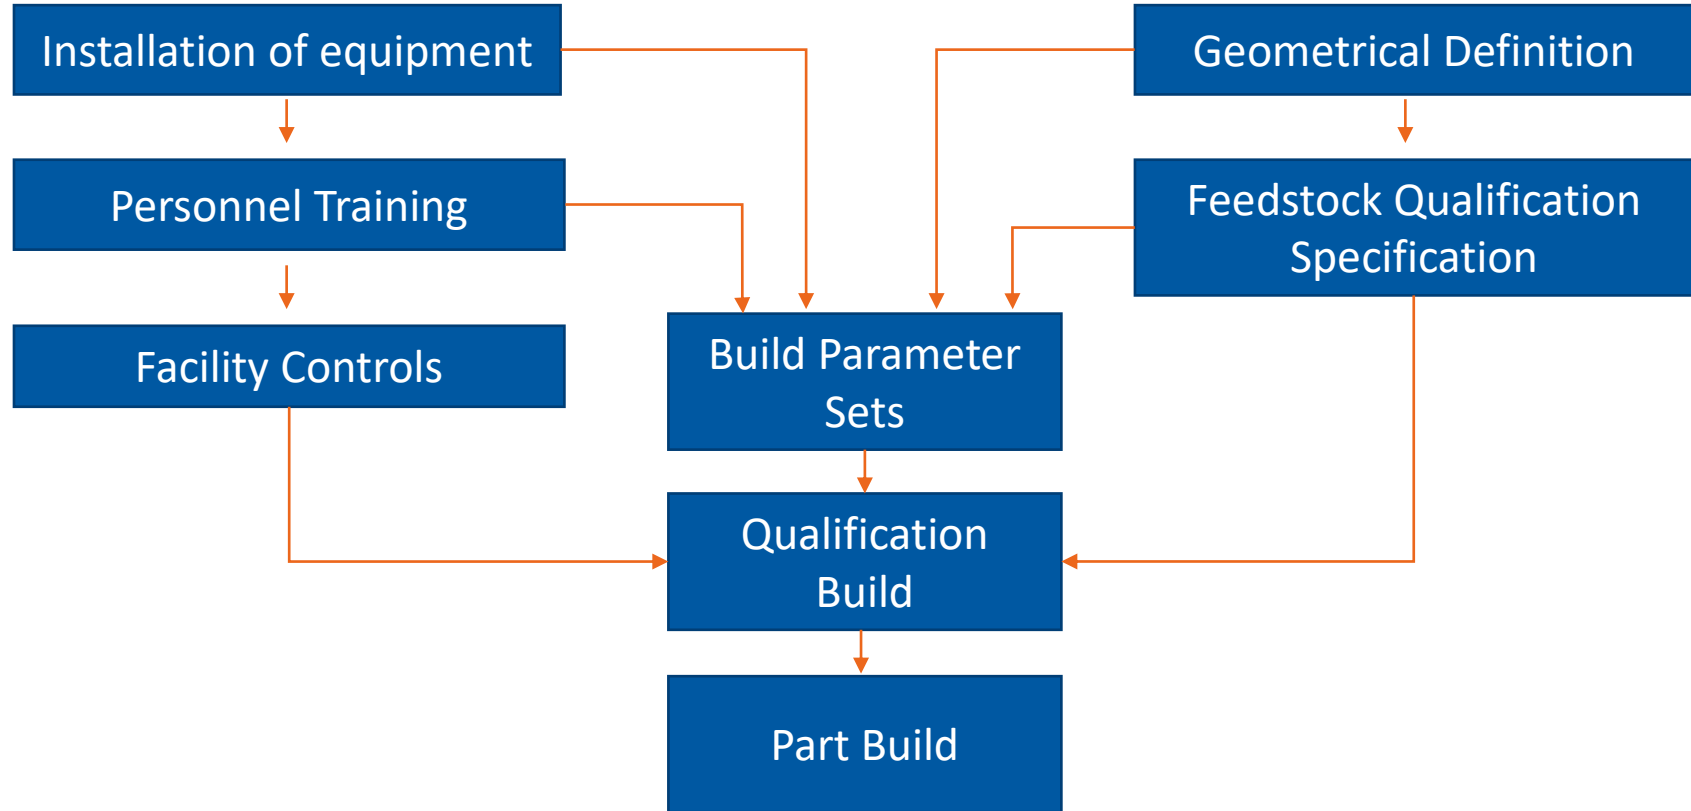 Installation of equipment
Geometrical Definition
Personnel Training
Feedstock Qualification
Specification
Facility Controls
Build Parameter
Sets
Qualification
Build
Part Build